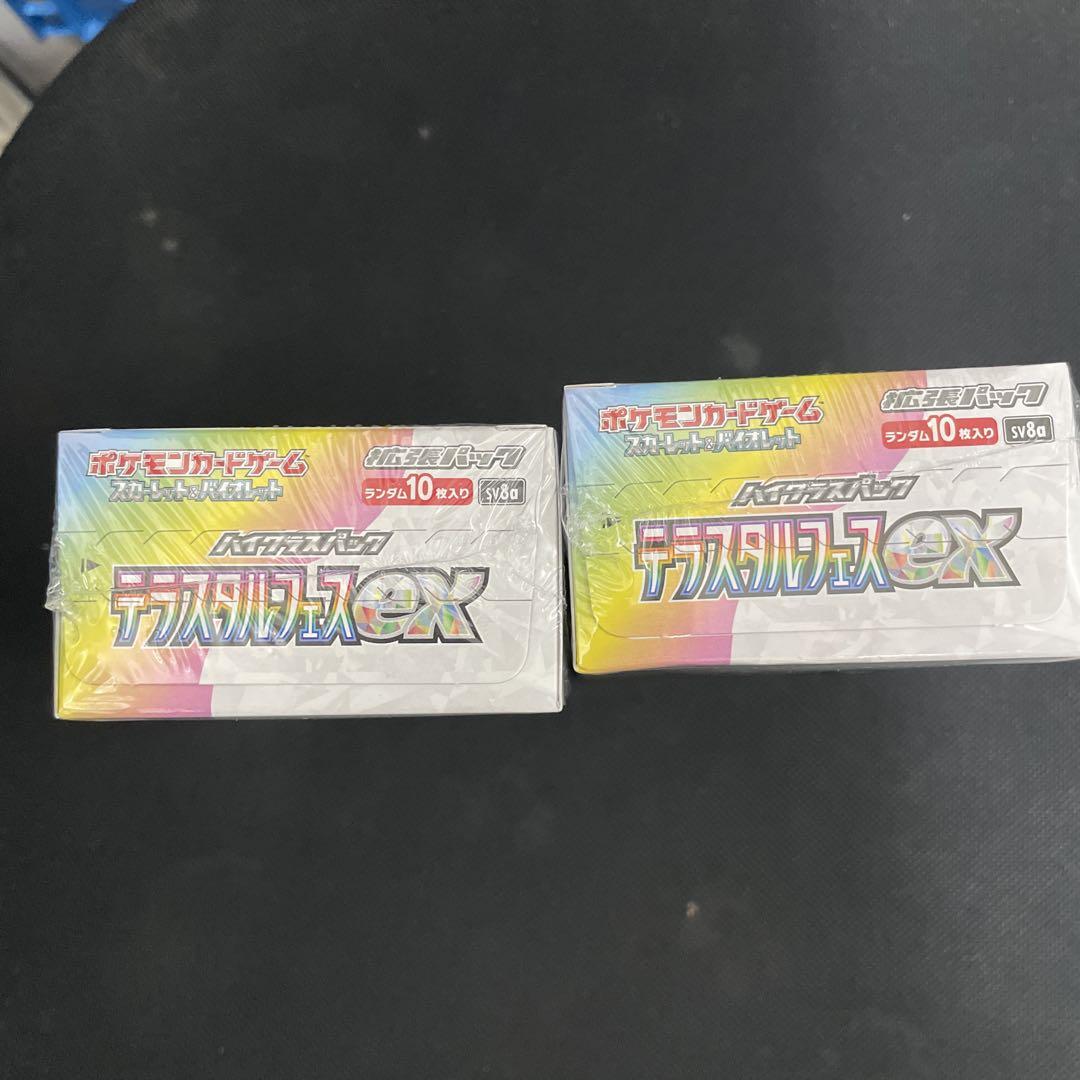 ポケモンカードゲーム
スカーレット&バイオレット
拡張パック
ランダム10枚入り SV8a
ハイクラスパック
テラスタルフェスex
ポケモンカードゲーム
スカーレット&バイオレット
拡張パック
ランダム10枚入り SV8a
ハイクラスパック
テラスタルフェスex